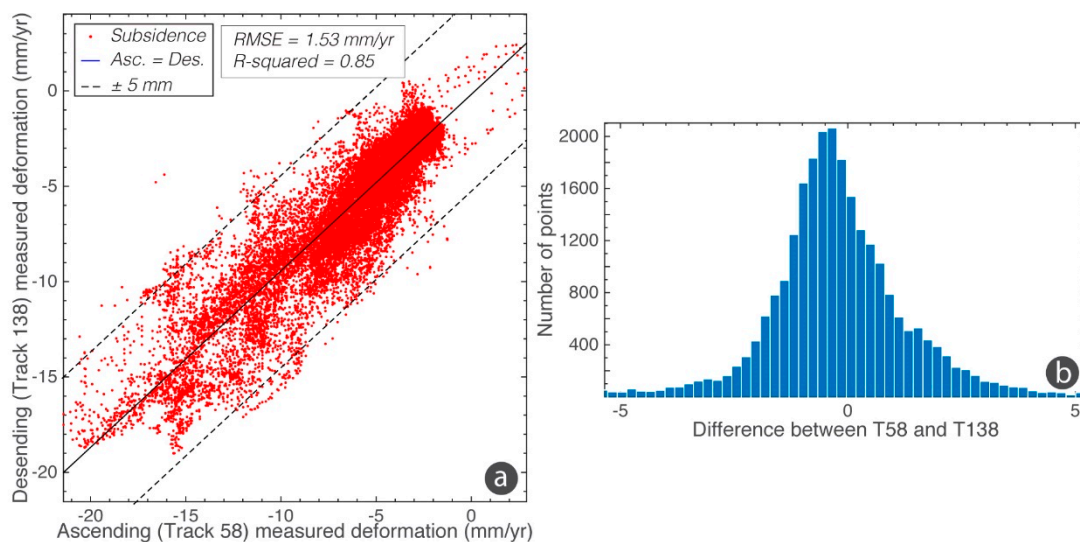 Subsidence
Asc. = Des.
± 5 mm
RMSE = 1.53 mm/yr
R-squared = 0.85
Desending (Track 138) measured deformation (mm/yr)
0
-5
-10
-15
-20
-20
-15
-10
-5
0
Ascending (Track 58) measured deformation (mm/yr)
a
Number of points
2000
1600
1200
800
400
-5
0
5
Difference between T58 and T138
b